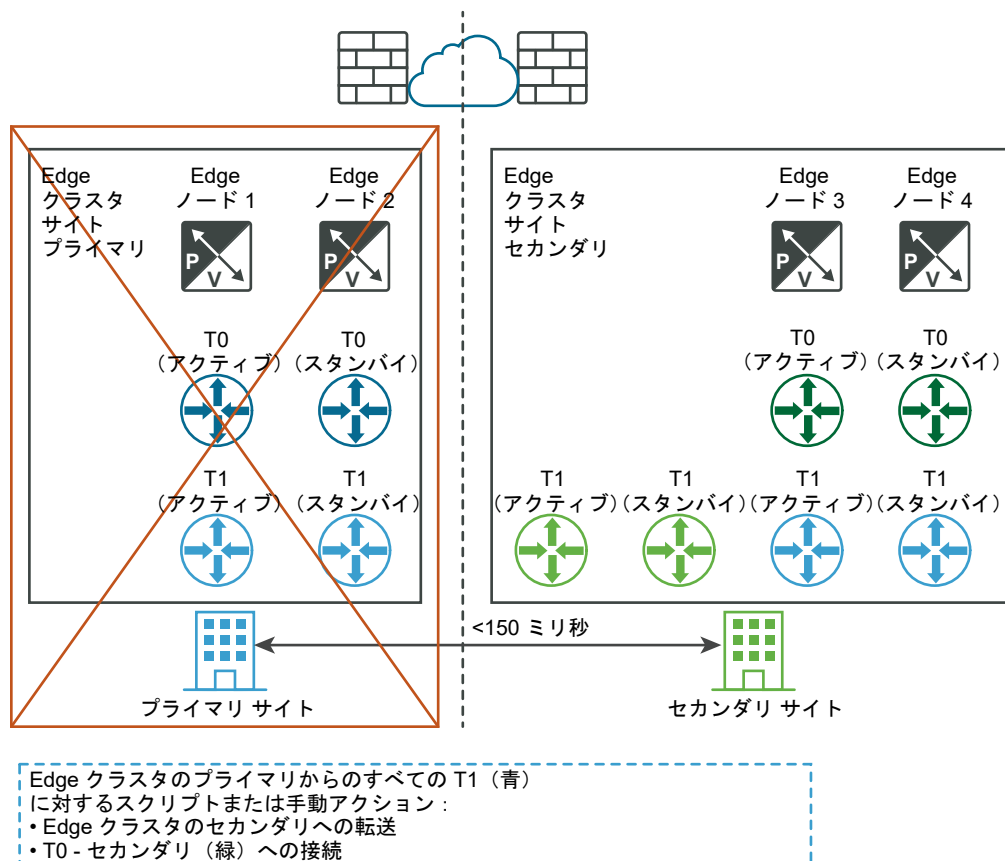 Edge
クラスタ
サイト
プライマリ
Edge
ノード 1
Edge
ノード 2
P
V
P
V
T0
（アクティブ）
T0
（スタンバイ）
T1
（アクティブ）
T1
（スタンバイ）
プライマリ サイト
Edge
クラスタ
サイト
セカンダリ
Edge
ノード 3
Edge
ノード 4
P
V
P
V
T0
（アクティブ）
T0
（スタンバイ）
T1
（アクティブ）
T1
（スタンバイ）
T1
（アクティブ）
T1
（スタンバイ）
<150 ミリ秒
セカンダリ サイト
Edge クラスタのプライマリからのすべての T1（青）
に対するスクリプトまたは手動アクション：
• Edge クラスタのセカンダリへの転送
• T0 - セカンダリ（緑）への接続